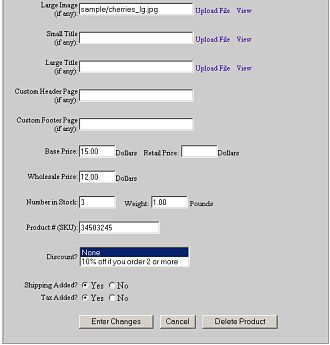 Large Image
(if any): sample/cherries_lg.jpg Upload File View
Small Title
(if any): Upload File View
Large Title
(if any): Upload File View
Custom Header Page
(if any):
Custom Footer Page
(if any):
Base Price: 15.00 Dollars Retail Price: Dollars
Wholesale Price: 12.00 Dollars
Number in Stock: 3 Weight: 1.00 Pounds
Product # (SKU): 34503245
Discount? None
10% off if you order 2 or more
Shipping Added? Yes No
Tax Added? Yes No
Enter Changes Cancel Delete Product